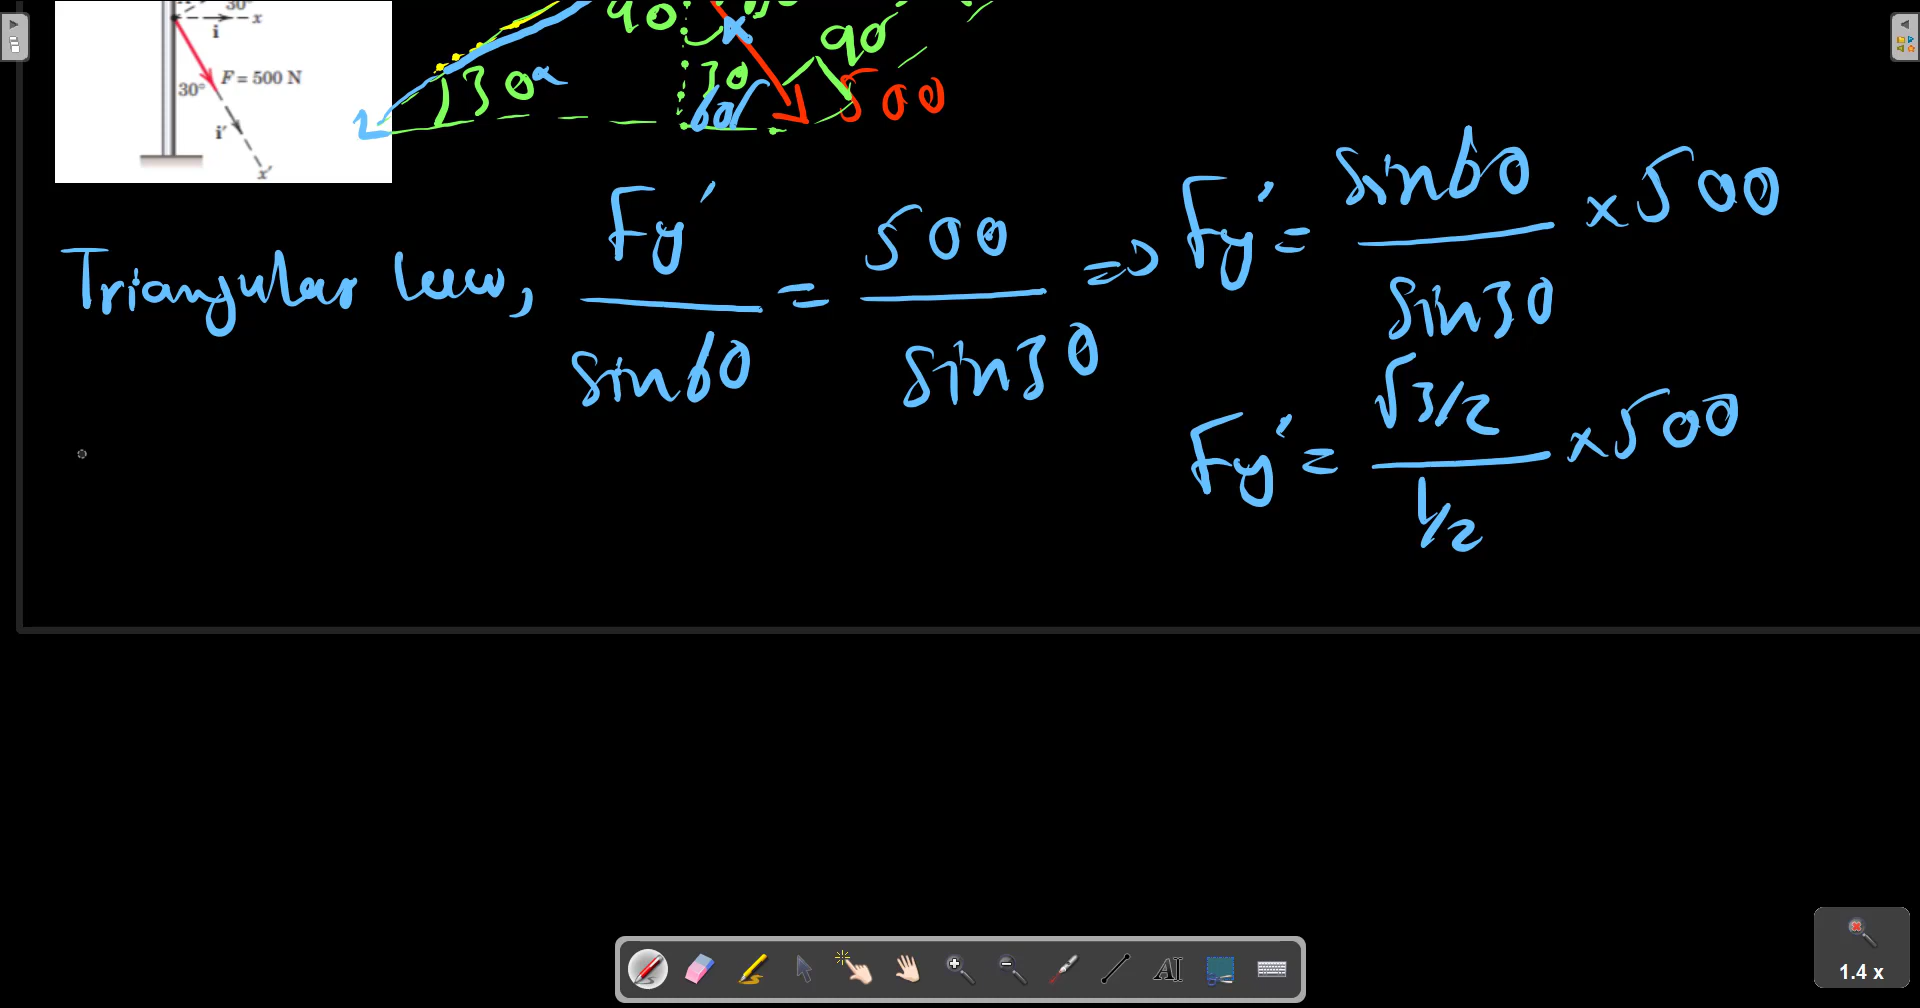 30° x
i
F = 500 N
30°
i'
x'
90 x 90
30 α 30 500
60
Triangular law, Fy' / sin60 = 500 / sin30 => Fy' = sin60 / sin30 × 500
Fy' = √3/2 / 1/2 × 500
1.4 x